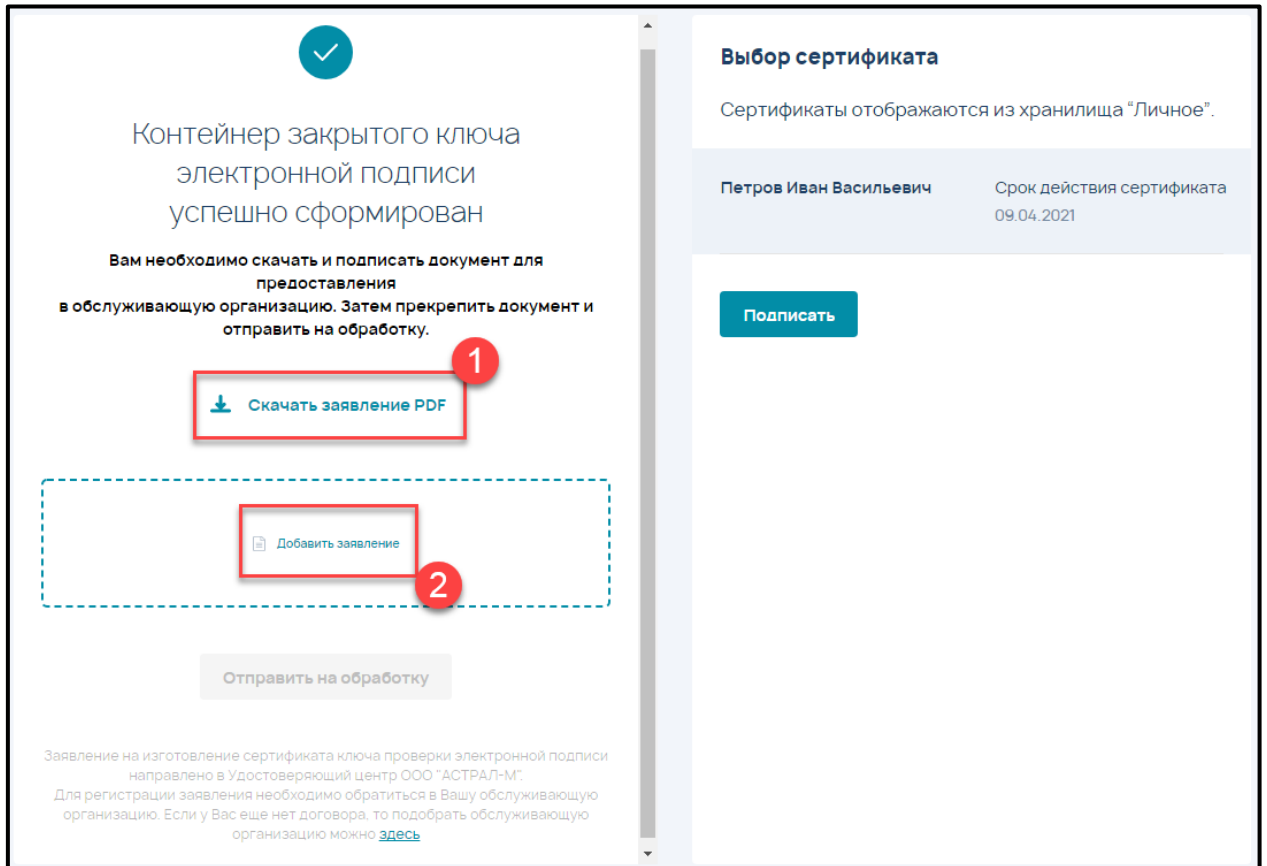 Контейнер закрытого ключа
электронной подписи
успешно сформирован
Вам необходимо скачать и подписать документ для
предоставления
в обслуживающую организацию. Затем прекрепить документ и
отправить на обработку.
1
Скачать заявление PDF
Добавить заявление
2
Отправить на обработку
Заявление на изготовление сертификата ключа проверки электронной подписи
направлено в Удостоверяющий центр ООО "АСТРАЛ-М".
Для регистрации заявления необходимо обратиться в Вашу обслуживающую
организацию. Если у Вас еще нет договора, то подобрать обслуживающую
организацию можно здесь
Выбор сертификата
Сертификаты отображаются из хранилища “Личное”.
Петров Иван Васильевич
Срок действия сертификата
09.04.2021
Подписать